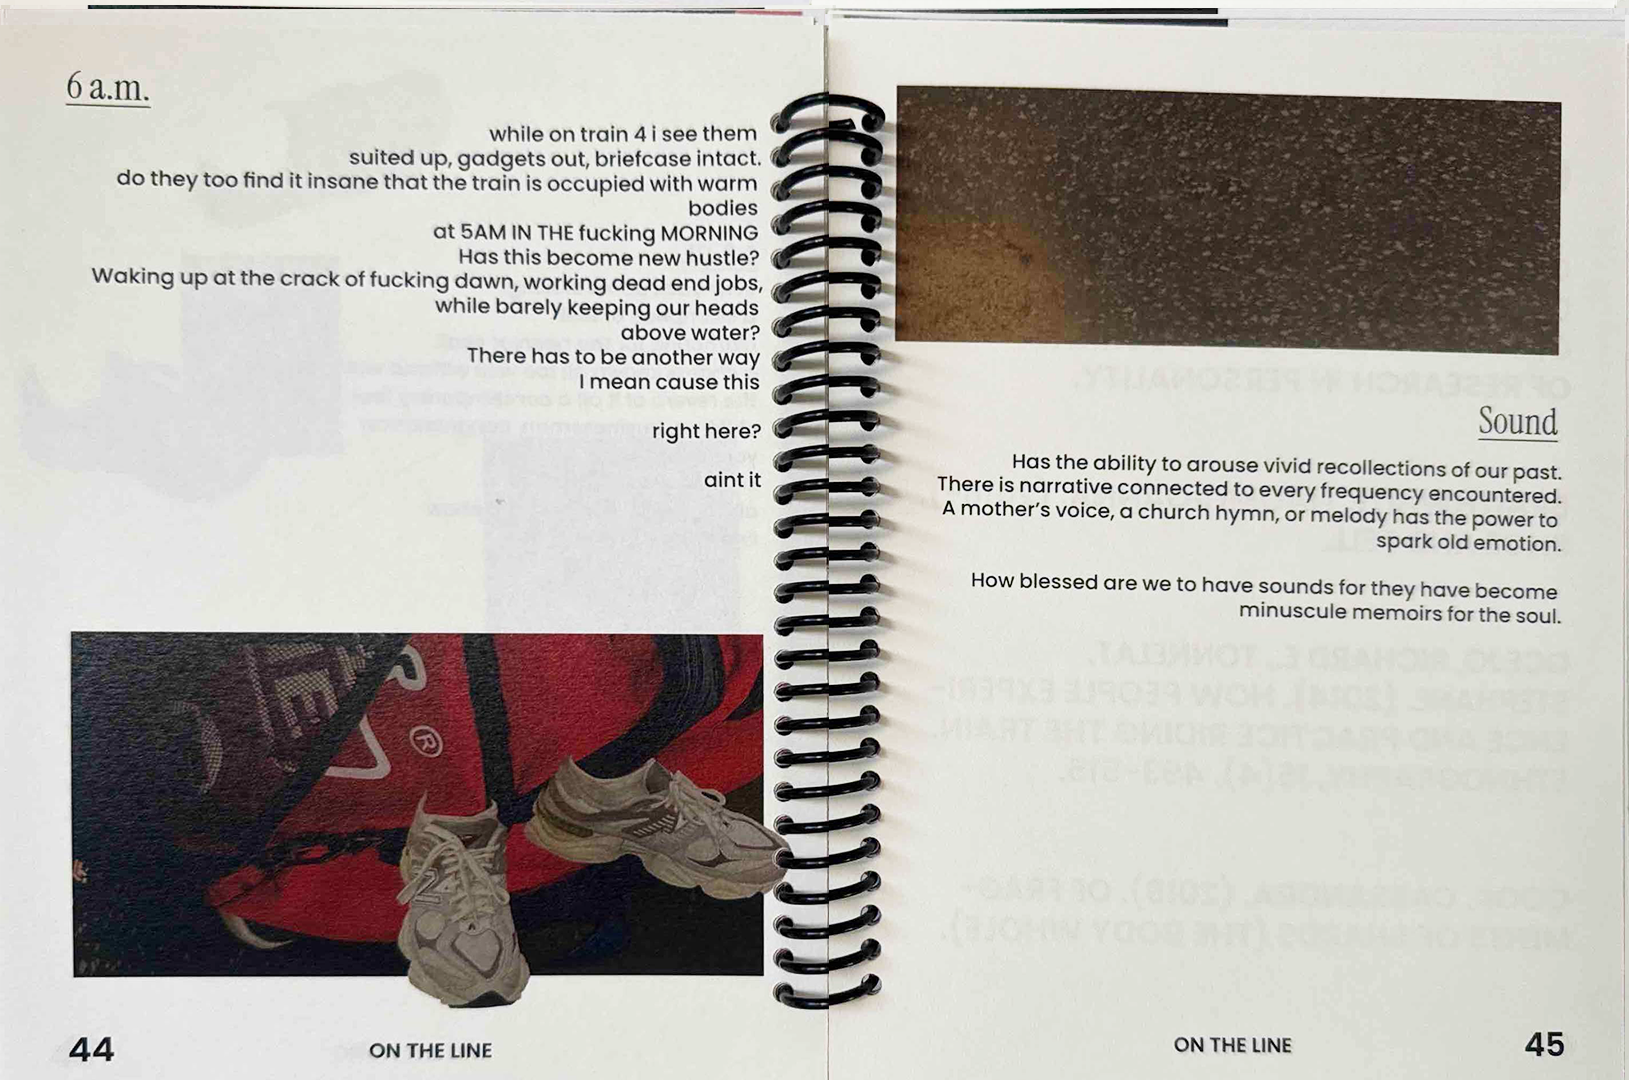 6 a.m.
while on train 4 i see them
suited up, gadgets out, briefcase intact.
do they too find it insane that the train is occupied with warm
bodies
at 5AM IN THE fucking MORNING
Has this become new hustle?
Waking up at the crack of fucking dawn, working dead end jobs,
while barely keeping our heads
above water?
There has to be another way
I mean cause this
right here?
aint it
®
44
ON THE LINE
Sound
Has the ability to arouse vivid recollections of our past.
There is narrative connected to every frequency encountered.
A mother's voice, a church hymn, or melody has the power to
spark old emotion.
How blessed are we to have sounds for they have become
minuscule memoirs for the soul.
ON THE LINE
45